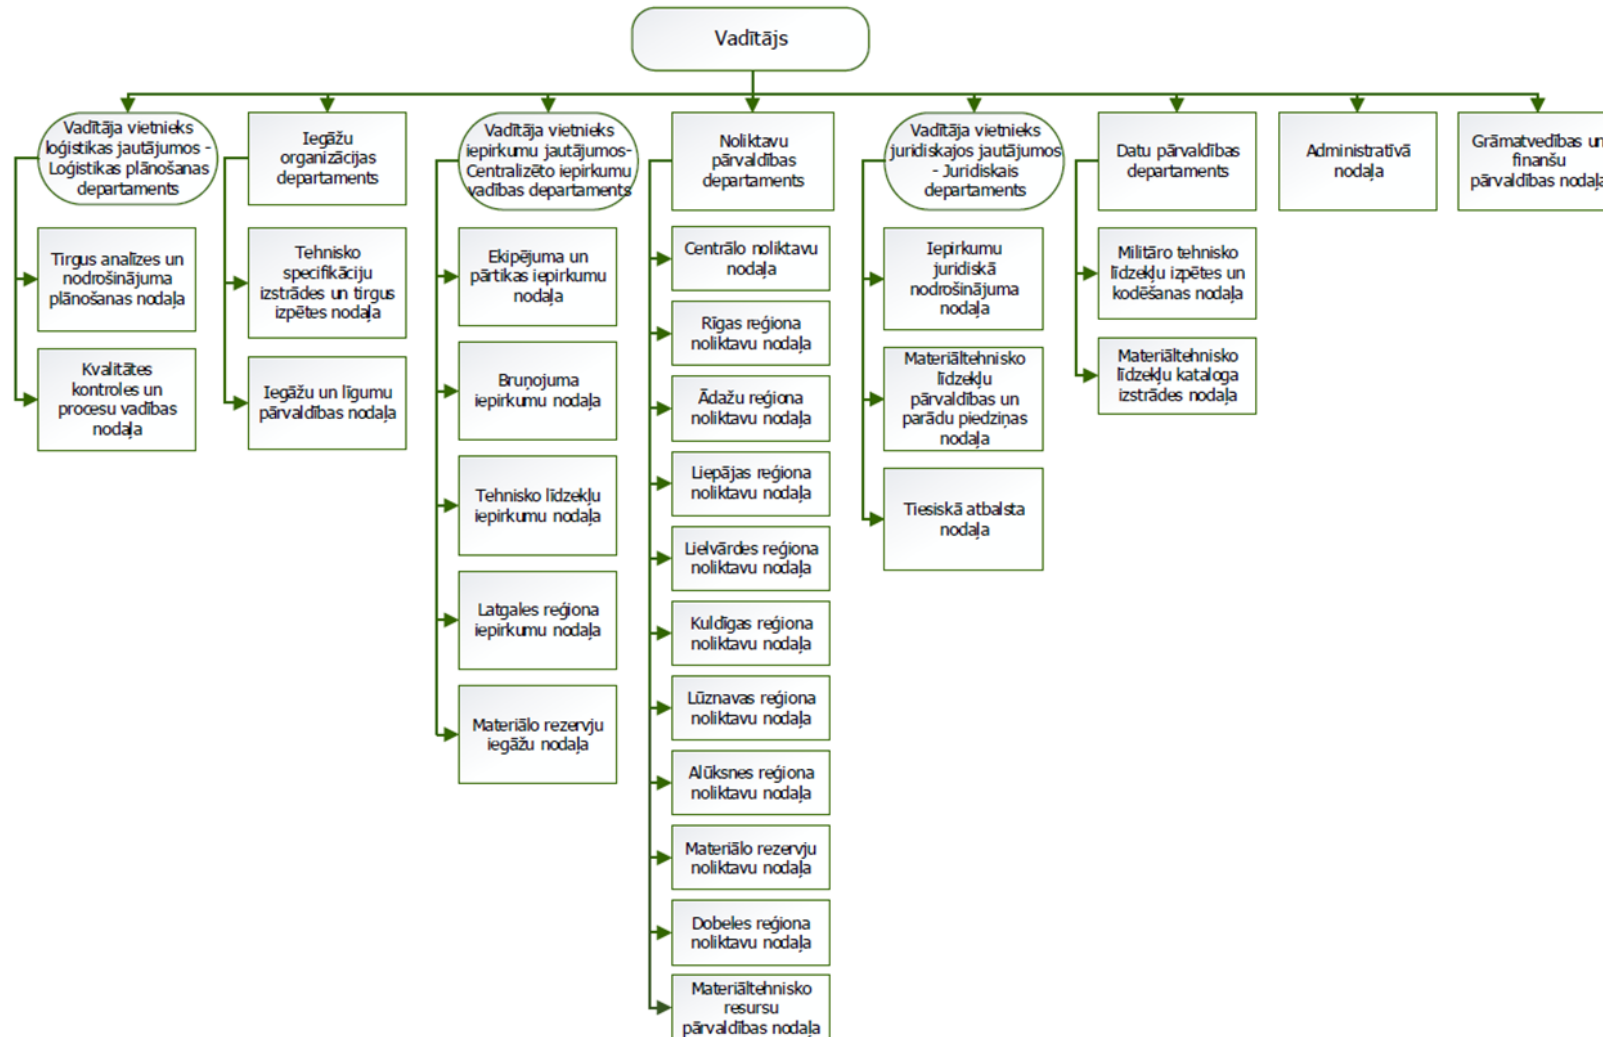 Vadītājs
Vadītāja vietnieks
loģistikas jautājumos -
Loģistikas plānošanas
departaments
Iegāžu
organizācijas
departaments
Vadītāja vietnieks
iepirkumu jautājumos-
Centralizēto iepirkumu
vadības departaments
Noliktavu
pārvaldības
departaments
Vadītāja vietnieks
juridiskajos jautājumos
- Juridiskais
departaments
Datu pārvaldības
departaments
Administratīvā
nodaļa
Grāmatvedības un
finanšu
pārvaldības nodaļa
Tirgus analīzes un
nodrošinājuma
plānošanas nodaļa
Kvalitātes
kontroles un
procesu vadības
nodaļa
Tehnisko
specifikāciju
izstrādes un tirgus
izpētes nodaļa
Iegāžu un līgumu
pārvaldības nodaļa
Ekipējuma un
pārtikas iepirkumu
nodaļa
Bruņojuma
iepirkumu nodaļa
Tehnisko līdzekļu
iepirkumu nodaļa
Latgales reģiona
iepirkumu nodaļa
Materiālo rezervju
iegāžu nodaļa
Centrālo noliktavu
nodaļa
Rīgas reģiona
noliktavu nodaļa
Ādažu reģiona
noliktavu nodaļa
Liepājas reģiona
noliktavu nodaļa
Lielvārdes reģiona
noliktavu nodaļa
Kuldīgas reģiona
noliktavu nodaļa
Lūznavas reģiona
noliktavu nodaļa
Alūksnes reģiona
noliktavu nodaļa
Materiālo rezervju
noliktavu nodaļa
Dobeles reģiona
noliktavu nodaļa
Materiāltehnisko
resursu
pārvaldības nodaļa
Iepirkumu
juridiskā
nodrošinājuma
nodaļa
Materiāltehnisko
līdzekļu
pārvaldības un
parādu piedziņas
nodaļa
Tiesiskā atbalsta
nodaļa
Militāro tehnisko
līdzekļu izpētes un
kodēšanas nodaļa
Materiāltehnisko
līdzekļu kataloga
izstrādes nodaļa